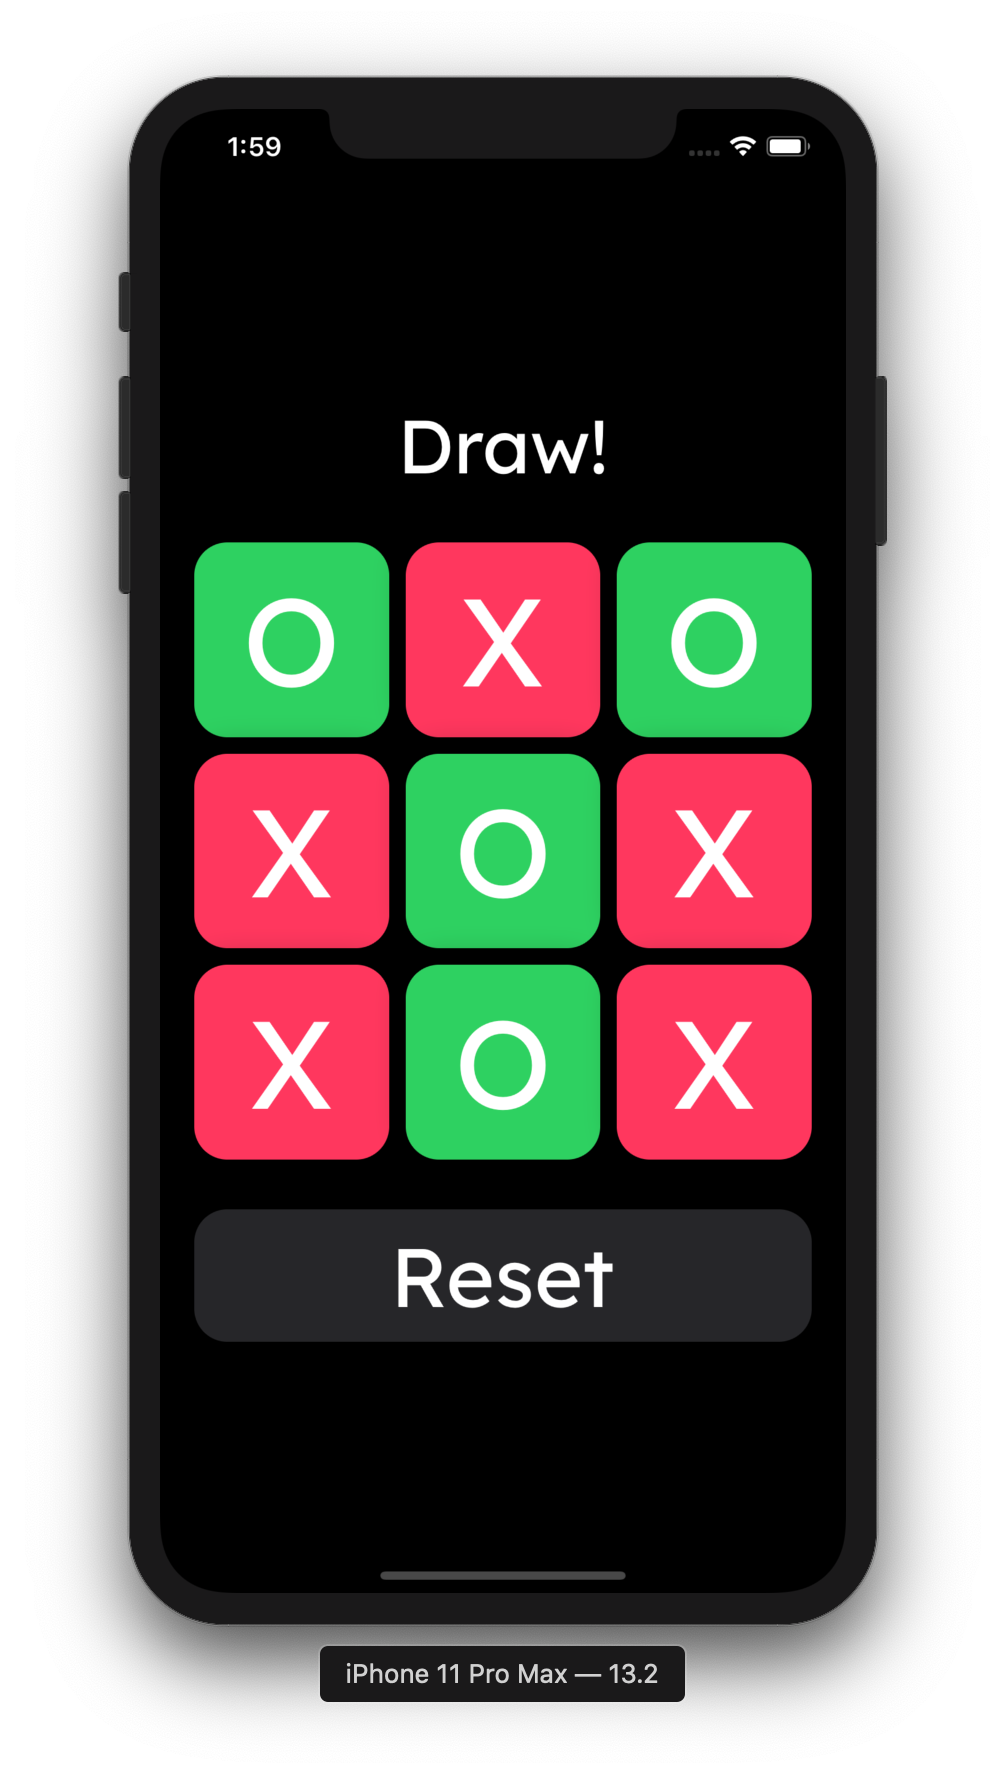 1:59
Draw!
O X O
X O X
X O X
Reset
iPhone 11 Pro Max — 13.2